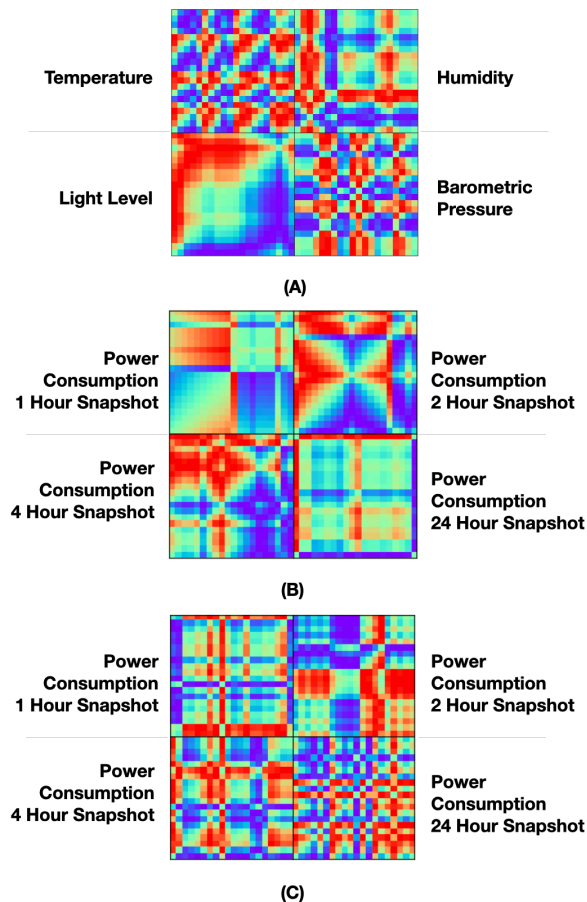 Temperature
Humidity
Light Level
Barometric
Pressure
(A)
Power
Consumption
1 Hour Snapshot
Power
Consumption
2 Hour Snapshot
Power
Consumption
4 Hour Snapshot
Power
Consumption
24 Hour Snapshot
(B)
Power
Consumption
1 Hour Snapshot
Power
Consumption
2 Hour Snapshot
Power
Consumption
4 Hour Snapshot
Power
Consumption
24 Hour Snapshot
(C)